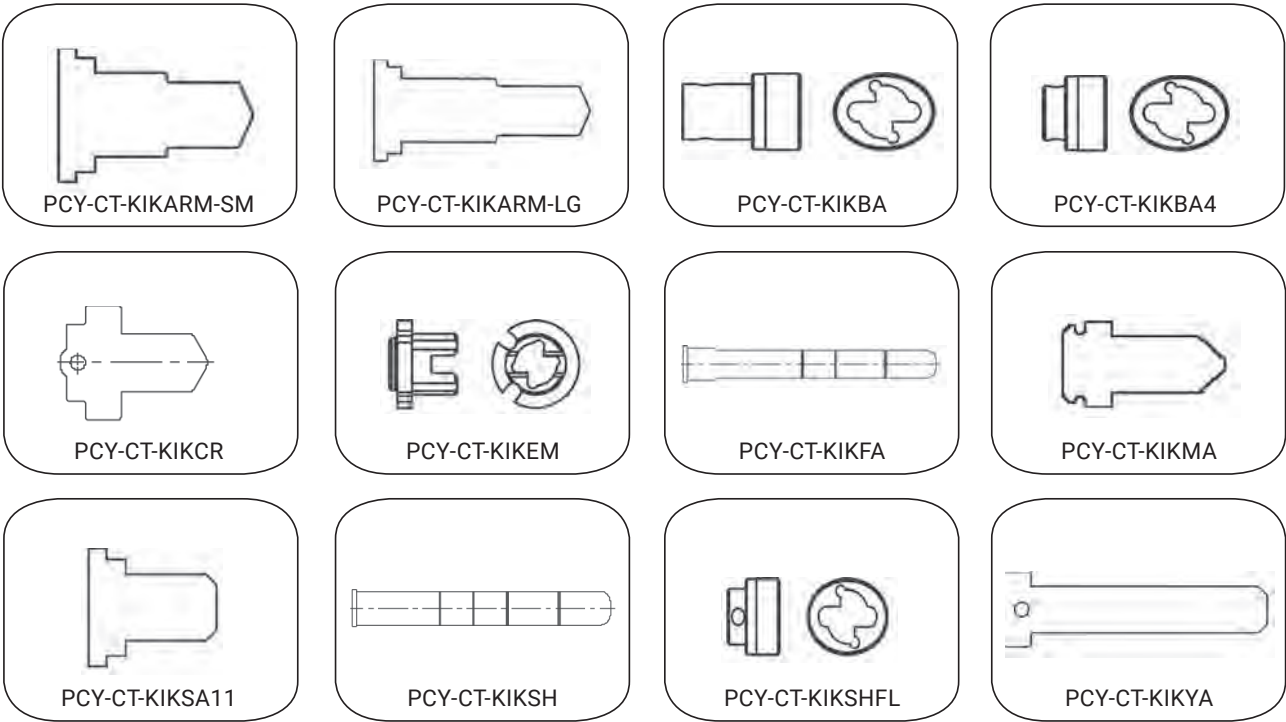 PCY-CT-KIKARM-SM
PCY-CT-KIKARM-LG
PCY-CT-KIKBA
PCY-CT-KIKBA4
PCY-CT-KIKCR
PCY-CT-KIKEM
PCY-CT-KIKFA
PCY-CT-KIKMA
PCY-CT-KIKSA11
PCY-CT-KIKSH
PCY-CT-KIKSHFL
PCY-CT-KIKYA